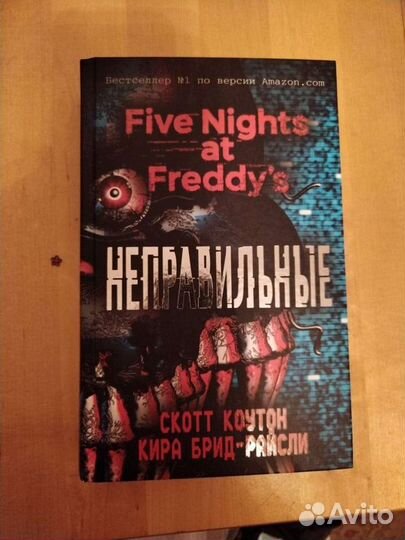 Бестселлер №1 по версии Amazon.com
Five Nights
at
Freddy's
НЕПРАВИЛЬНЫЕ
СКОТТ КОУТОН
КИРА БРИД-РАЙСЛИ
Avito